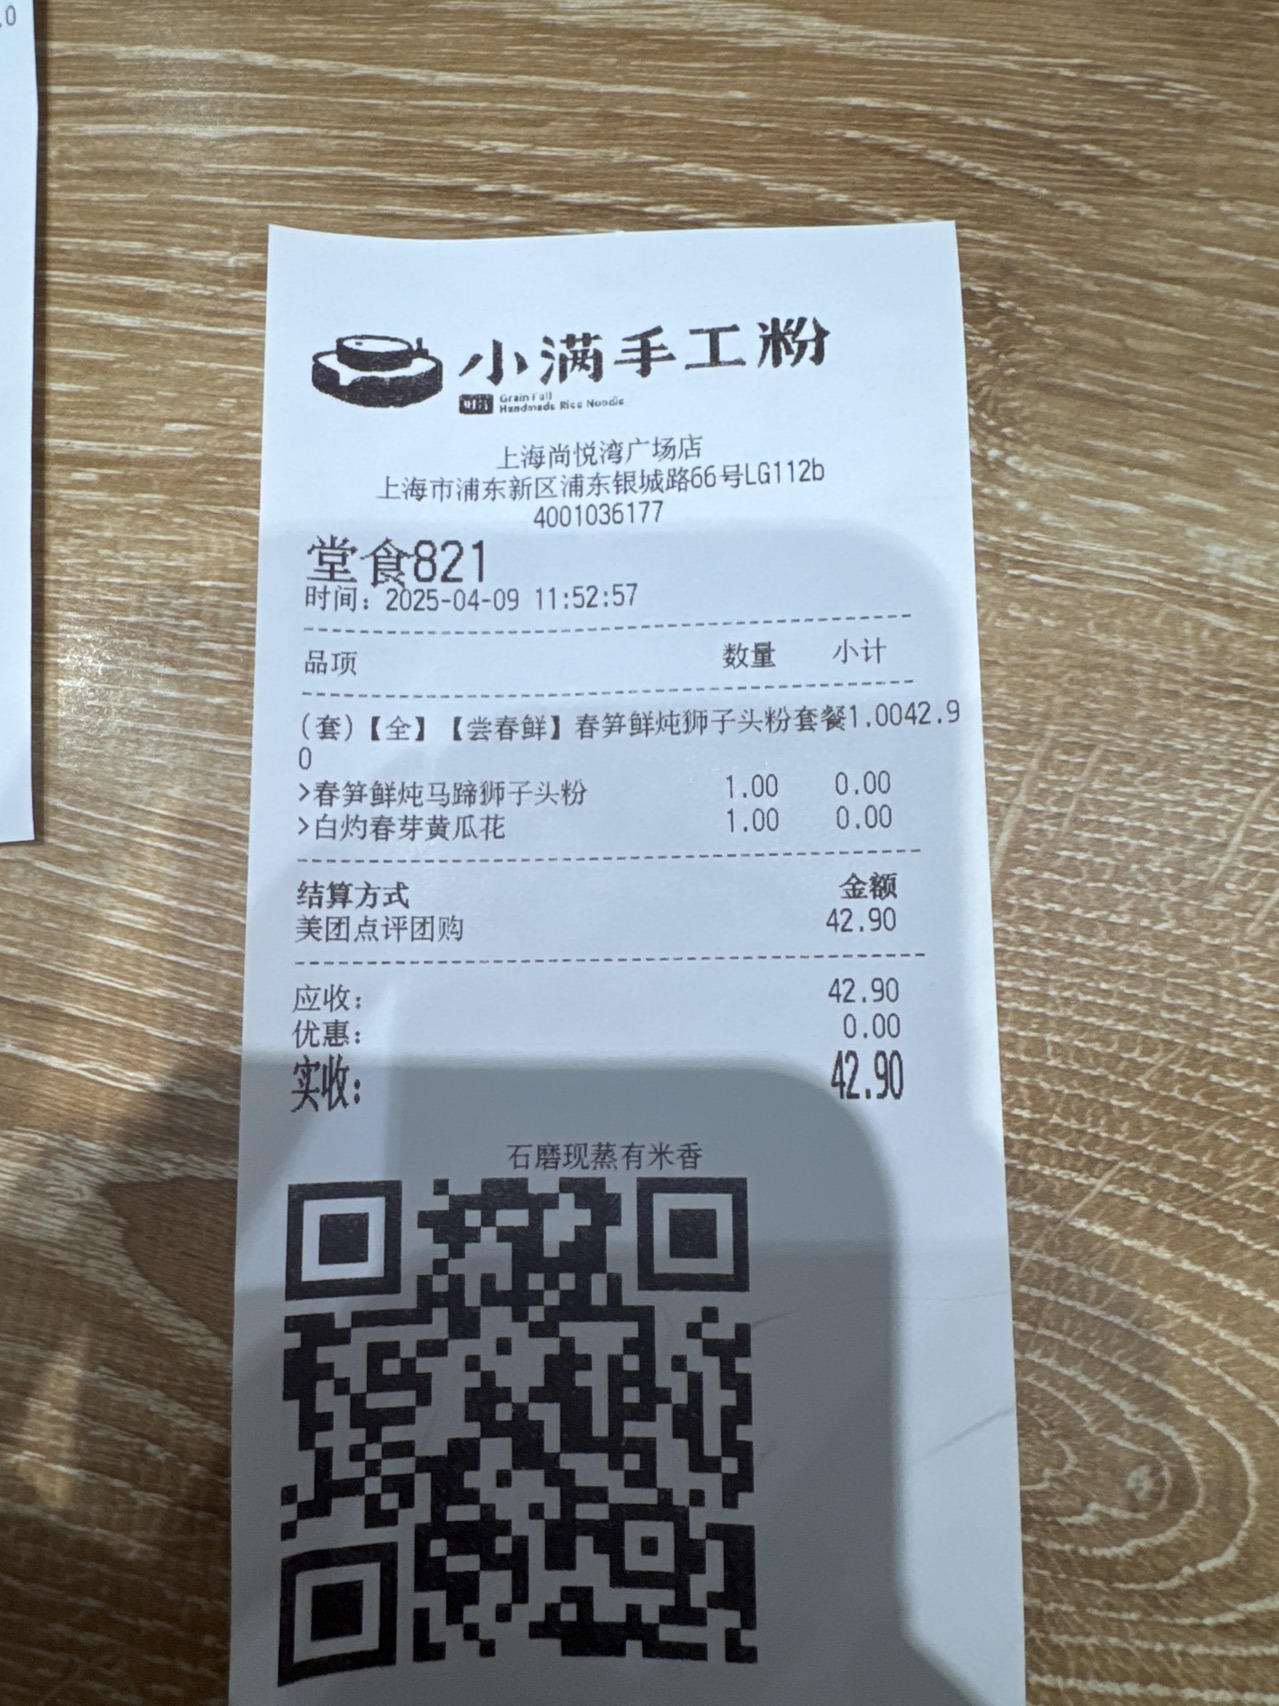 .0
小满手工粉
Grain Full
Handmade Rice Noodle
上海尚悦湾广场店
上海市浦东新区浦东银城路66号LG112b
4001036177
堂食821
时间：2025-04-09 11:52:57
品项 数量 小计
(套)【全】【尝春鲜】春笋鲜炖狮子头粉套餐1.0042.9
0
>春笋鲜炖马蹄狮子头粉 1.00 0.00
>白灼春芽黄瓜花 1.00 0.00
结算方式 金额
美团点评团购 42.90
应收： 42.90
优惠： 0.00
实收： 42.90
石磨现蒸有米香